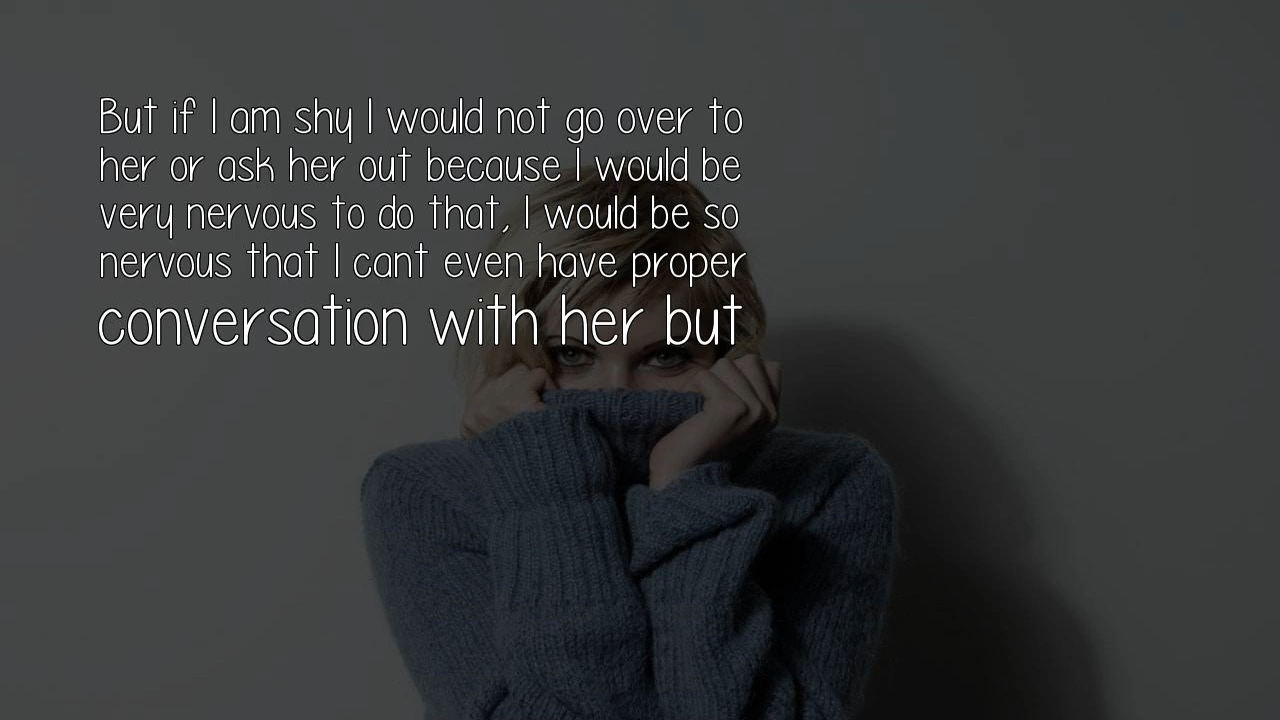 But if I am shy I would not go over to
her or ask her out because I would be
very nervous to do that, I would be so
nervous that I cant even have proper
conversation with her but